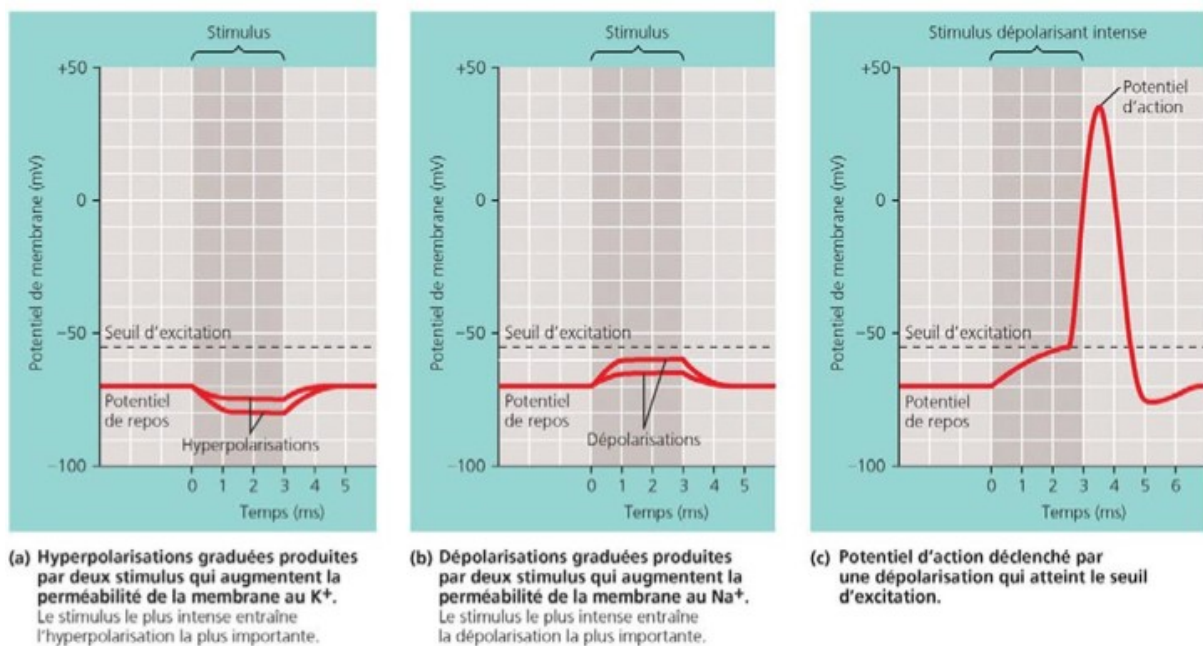 Stimulus
+50
0
−50
−100
Potentiel de membrane (mV)
Seuil d’excitation
Potentiel
de repos
Hyperpolarisations
0 1 2 3 4 5
Temps (ms)
(a) Hyperpolarisations graduées produites
par deux stimulus qui augmentent la
perméabilité de la membrane au K+.
Le stimulus le plus intense entraîne
l’hyperpolarisation la plus importante.
Stimulus
+50
0
−50
−100
Potentiel de membrane (mV)
Seuil d’excitation
Potentiel
de repos
Dépolarisations
0 1 2 3 4 5
Temps (ms)
(b) Dépolarisations graduées produites
par deux stimulus qui augmentent la
perméabilité de la membrane au Na+.
Le stimulus le plus intense entraîne
la dépolarisation la plus importante.
Stimulus dépolarisant intense
+50
0
−50
−100
Potentiel de membrane (mV)
Potentiel
d’action
Seuil d’excitation
Potentiel
de repos
0 1 2 3 4 5 6
Temps (ms)
(c) Potentiel d’action déclenché par
une dépolarisation qui atteint le seuil
d’excitation.